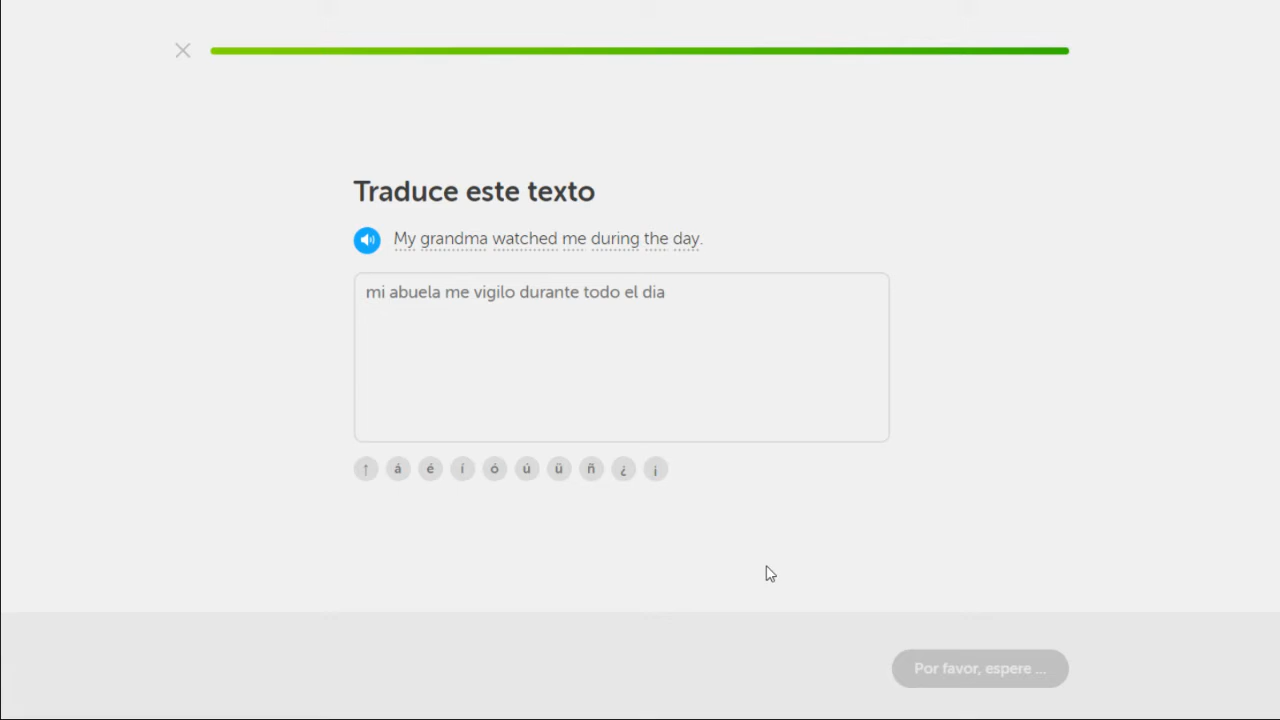 Traduce este texto
My grandma watched me during the day.
mi abuela me vigilo durante todo el dia
↑ á é í ó ú ü ñ ¿ ¡
Por favor, espere ...